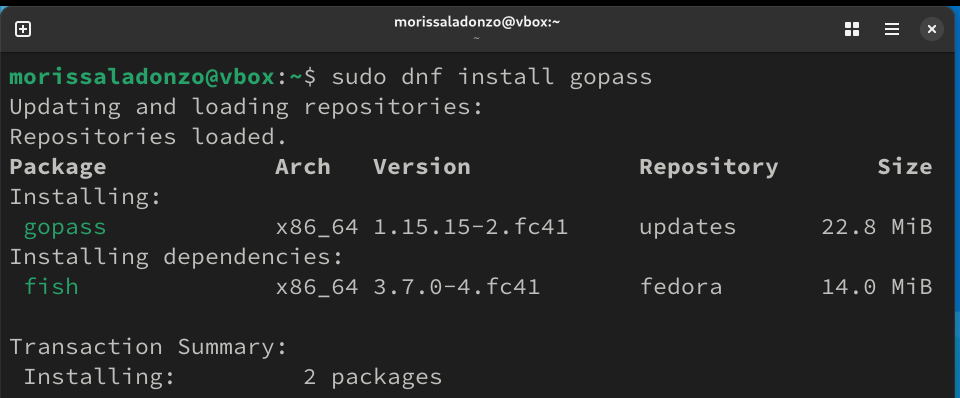 morissaladonzo@vbox:~
~
morissaladonzo@vbox:~$ sudo dnf install gopass
Updating and loading repositories:
Repositories loaded.
Package Arch Version Repository Size
Installing:
gopass x86_64 1.15.15-2.fc41 updates 22.8 MiB
Installing dependencies:
fish x86_64 3.7.0-4.fc41 fedora 14.0 MiB
Transaction Summary:
Installing: 2 packages